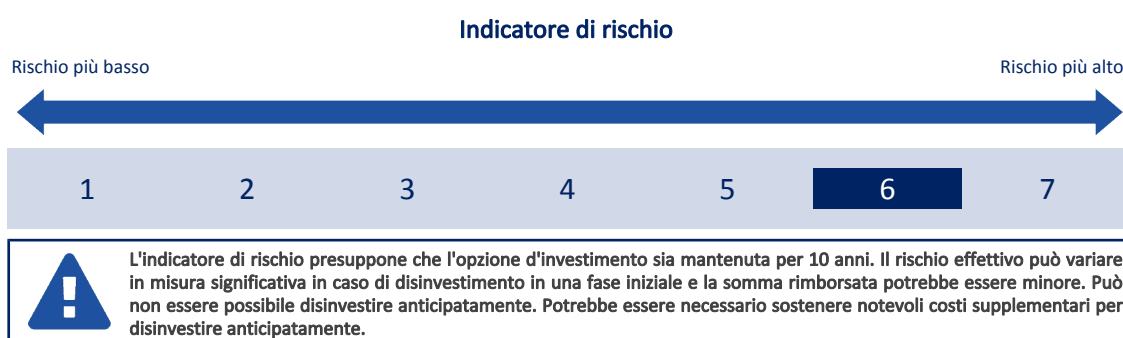 Indicatore di rischio
Rischio più basso
Rischio più alto
1 2 3 4 5 6 7
L'indicatore di rischio presuppone che l'opzione d'investimento sia mantenuta per 10 anni. Il rischio effettivo può variare
in misura significativa in caso di disinvestimento in una fase iniziale e la somma rimborsata potrebbe essere minore. Può
non essere possibile disinvestire anticipatamente. Potrebbe essere necessario sostenere notevoli costi supplementari per
disinvestire anticipatamente.